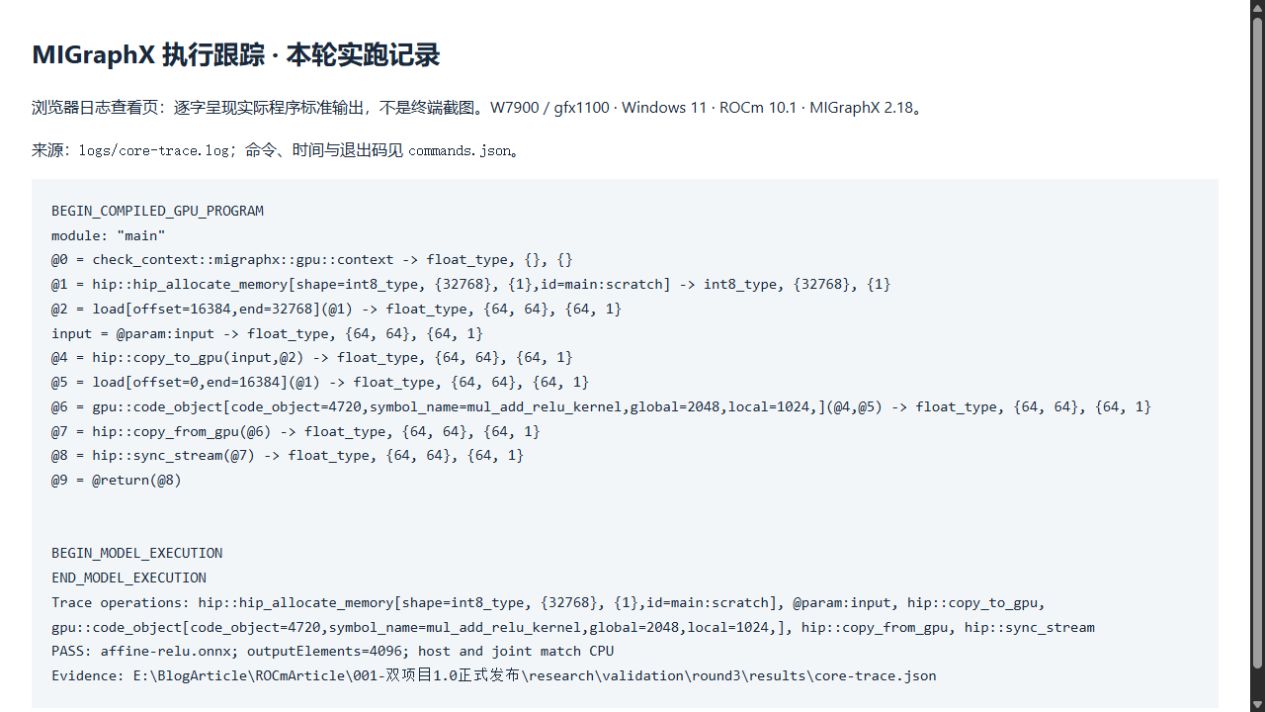 MIGraphX 执行跟踪 · 本轮实跑记录
浏览器日志查看页：逐字呈现实际程序标准输出，不是终端截图。W7900 / gfx1100 · Windows 11 · ROCm 10.1 · MIGraphX 2.18。
来源：logs/core-trace.log；命令、时间与退出码见 commands.json。
BEGIN_COMPILED_GPU_PROGRAM
module: "main"
@0 = check_context::migraphx::gpu::context -> float_type, {}, {}
@1 = hip::hip_allocate_memory[shape=int8_type, {32768}, {1},id=main:scratch] -> int8_type, {32768}, {1}
@2 = load[offset=16384,end=32768](@1) -> float_type, {64, 64}, {64, 1}
input = @param:input -> float_type, {64, 64}, {64, 1}
@4 = hip::copy_to_gpu(input,@2) -> float_type, {64, 64}, {64, 1}
@5 = load[offset=0,end=16384](@1) -> float_type, {64, 64}, {64, 1}
@6 = gpu::code_object[code_object=4720,symbol_name=mul_add_relu_kernel,global=2048,local=1024,](@4,@5) -> float_type, {64, 64}, {64, 1}
@7 = hip::copy_from_gpu(@6) -> float_type, {64, 64}, {64, 1}
@8 = hip::sync_stream(@7) -> float_type, {64, 64}, {64, 1}
@9 = @return(@8)
BEGIN_MODEL_EXECUTION
END_MODEL_EXECUTION
Trace operations: hip::hip_allocate_memory[shape=int8_type, {32768}, {1},id=main:scratch], @param:input, hip::copy_to_gpu,
gpu::code_object[code_object=4720,symbol_name=mul_add_relu_kernel,global=2048,local=1024,], hip::copy_from_gpu, hip::sync_stream
PASS: affine-relu.onnx; outputElements=4096; host and joint match CPU
Evidence: E:\BlogArticle\ROCmArticle\001-双项目1.0正式发布\research\validation\round3\results\core-trace.json